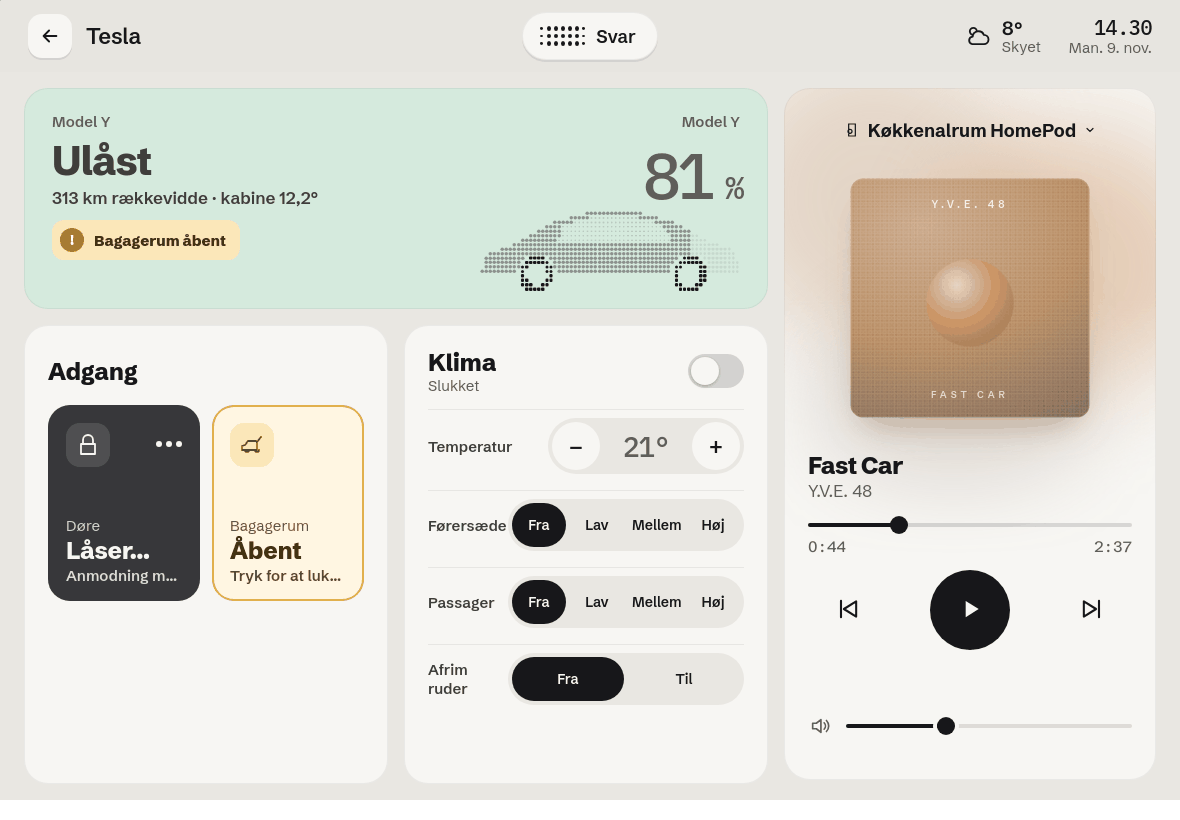 Tesla
Svar
8°
Skyet
14.30
Man. 9. nov.
Model Y
Ulåst
313 km rækkevidde · kabine 12,2°
Bagagerum åbent
Model Y
81 %
Adgang
Døre
Låser...
Anmodning m...
Bagagerum
Åbent
Tryk for at luk...
Klima
Slukket
Temperatur
− 21° +
Førersæde Fra Lav Mellem Høj
Passager Fra Lav Mellem Høj
Afrim
ruder
Fra Til
Køkkenalrum HomePod
Y.V.E. 48
FAST CAR
Fast Car
Y.V.E. 48
0:44 2:37